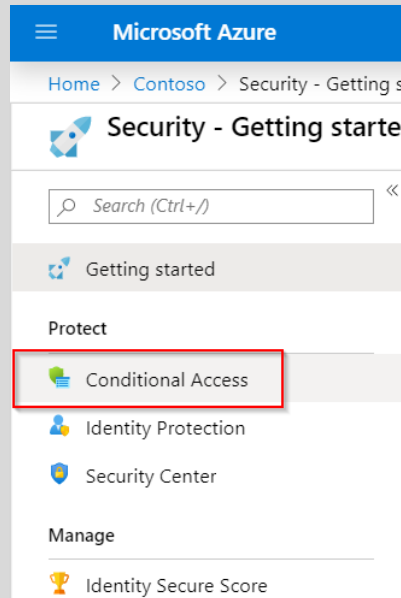 Microsoft Azure
Home > Contoso > Security - Getting s
Security - Getting starte
Search (Ctrl+/)
«
Getting started
Protect
Conditional Access
Identity Protection
Security Center
Manage
Identity Secure Score